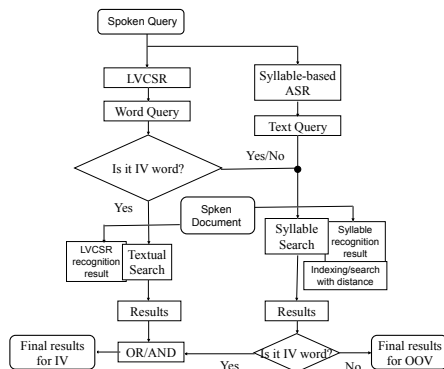 Spoken Query
LVCSR
Syllable-based
ASR
Word Query
Text Query
Is it IV word?
Yes/No
Yes
Spken
Document
LVCSR
recognition
result
Textual
Search
Syllable
Search
Syllable
recognition
result
Indexing/search
with distance
Results
Results
Final results
for IV
OR/AND
Yes
Is it IV word?
No
Final results
for OOV